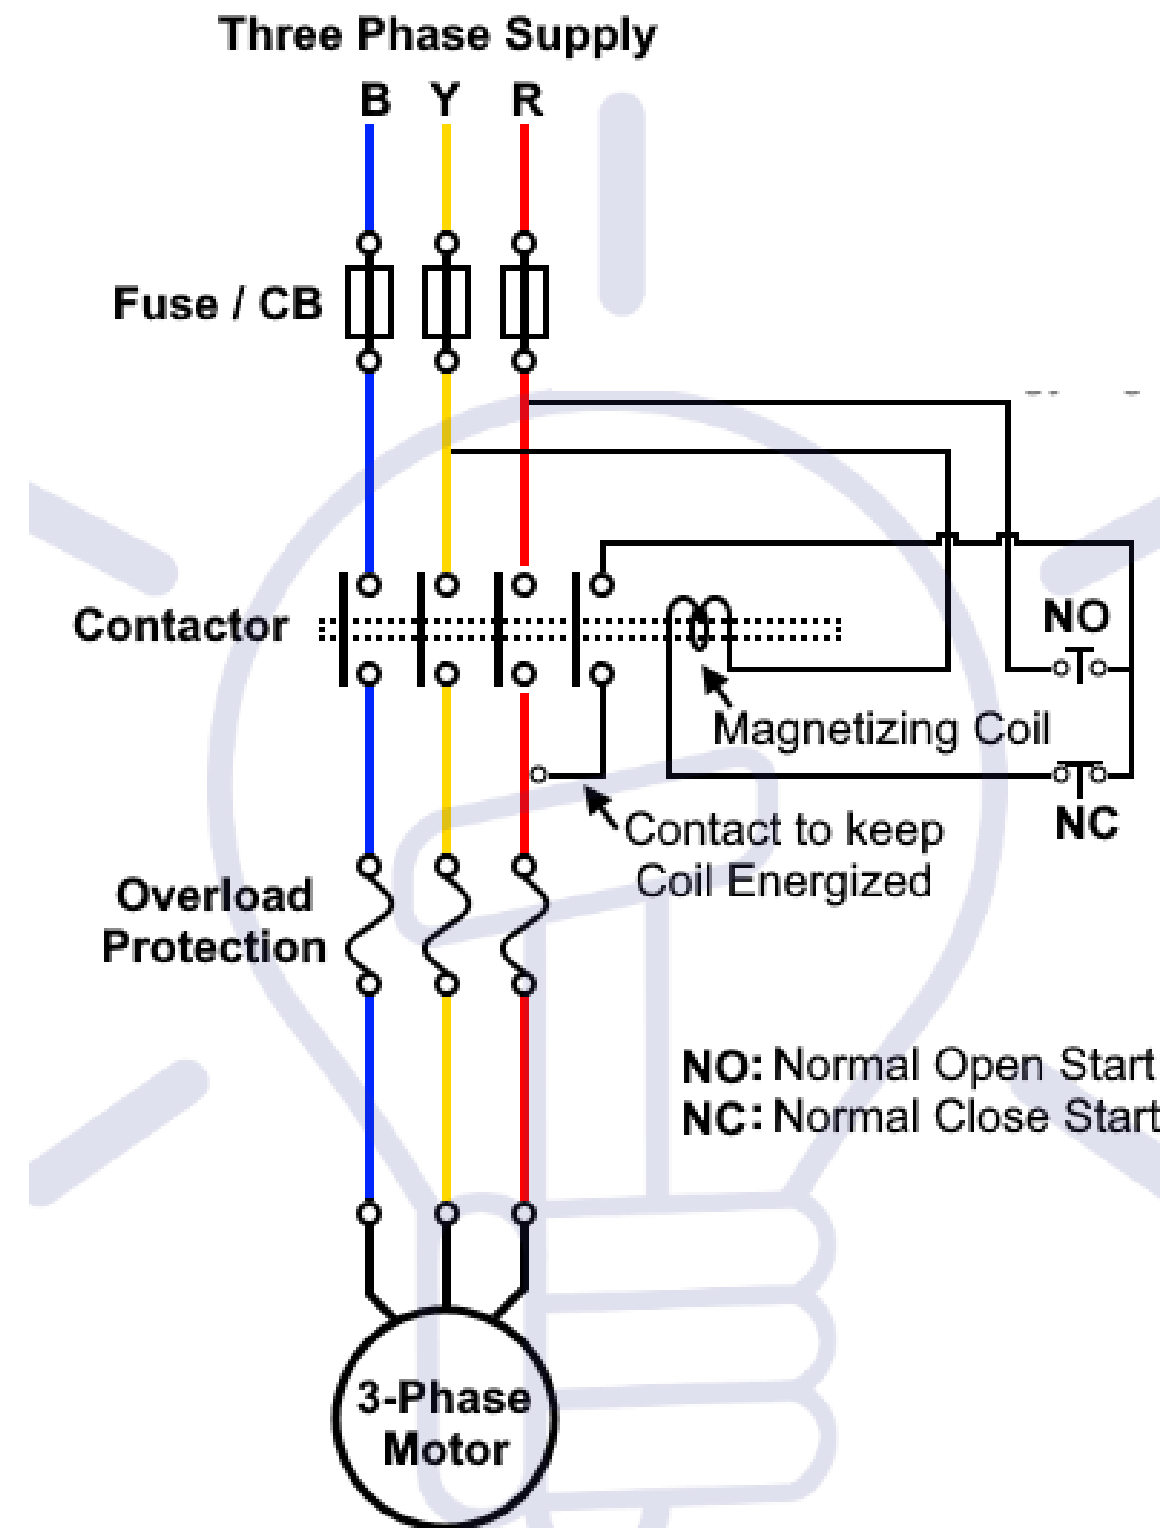 Three Phase Supply
B Y R
Fuse / CB
Contactor
NO
Magnetizing Coil
NC
Contact to keep
Coil Energized
Overload
Protection
NO: Normal Open Start
NC: Normal Close Start
3-Phase
Motor